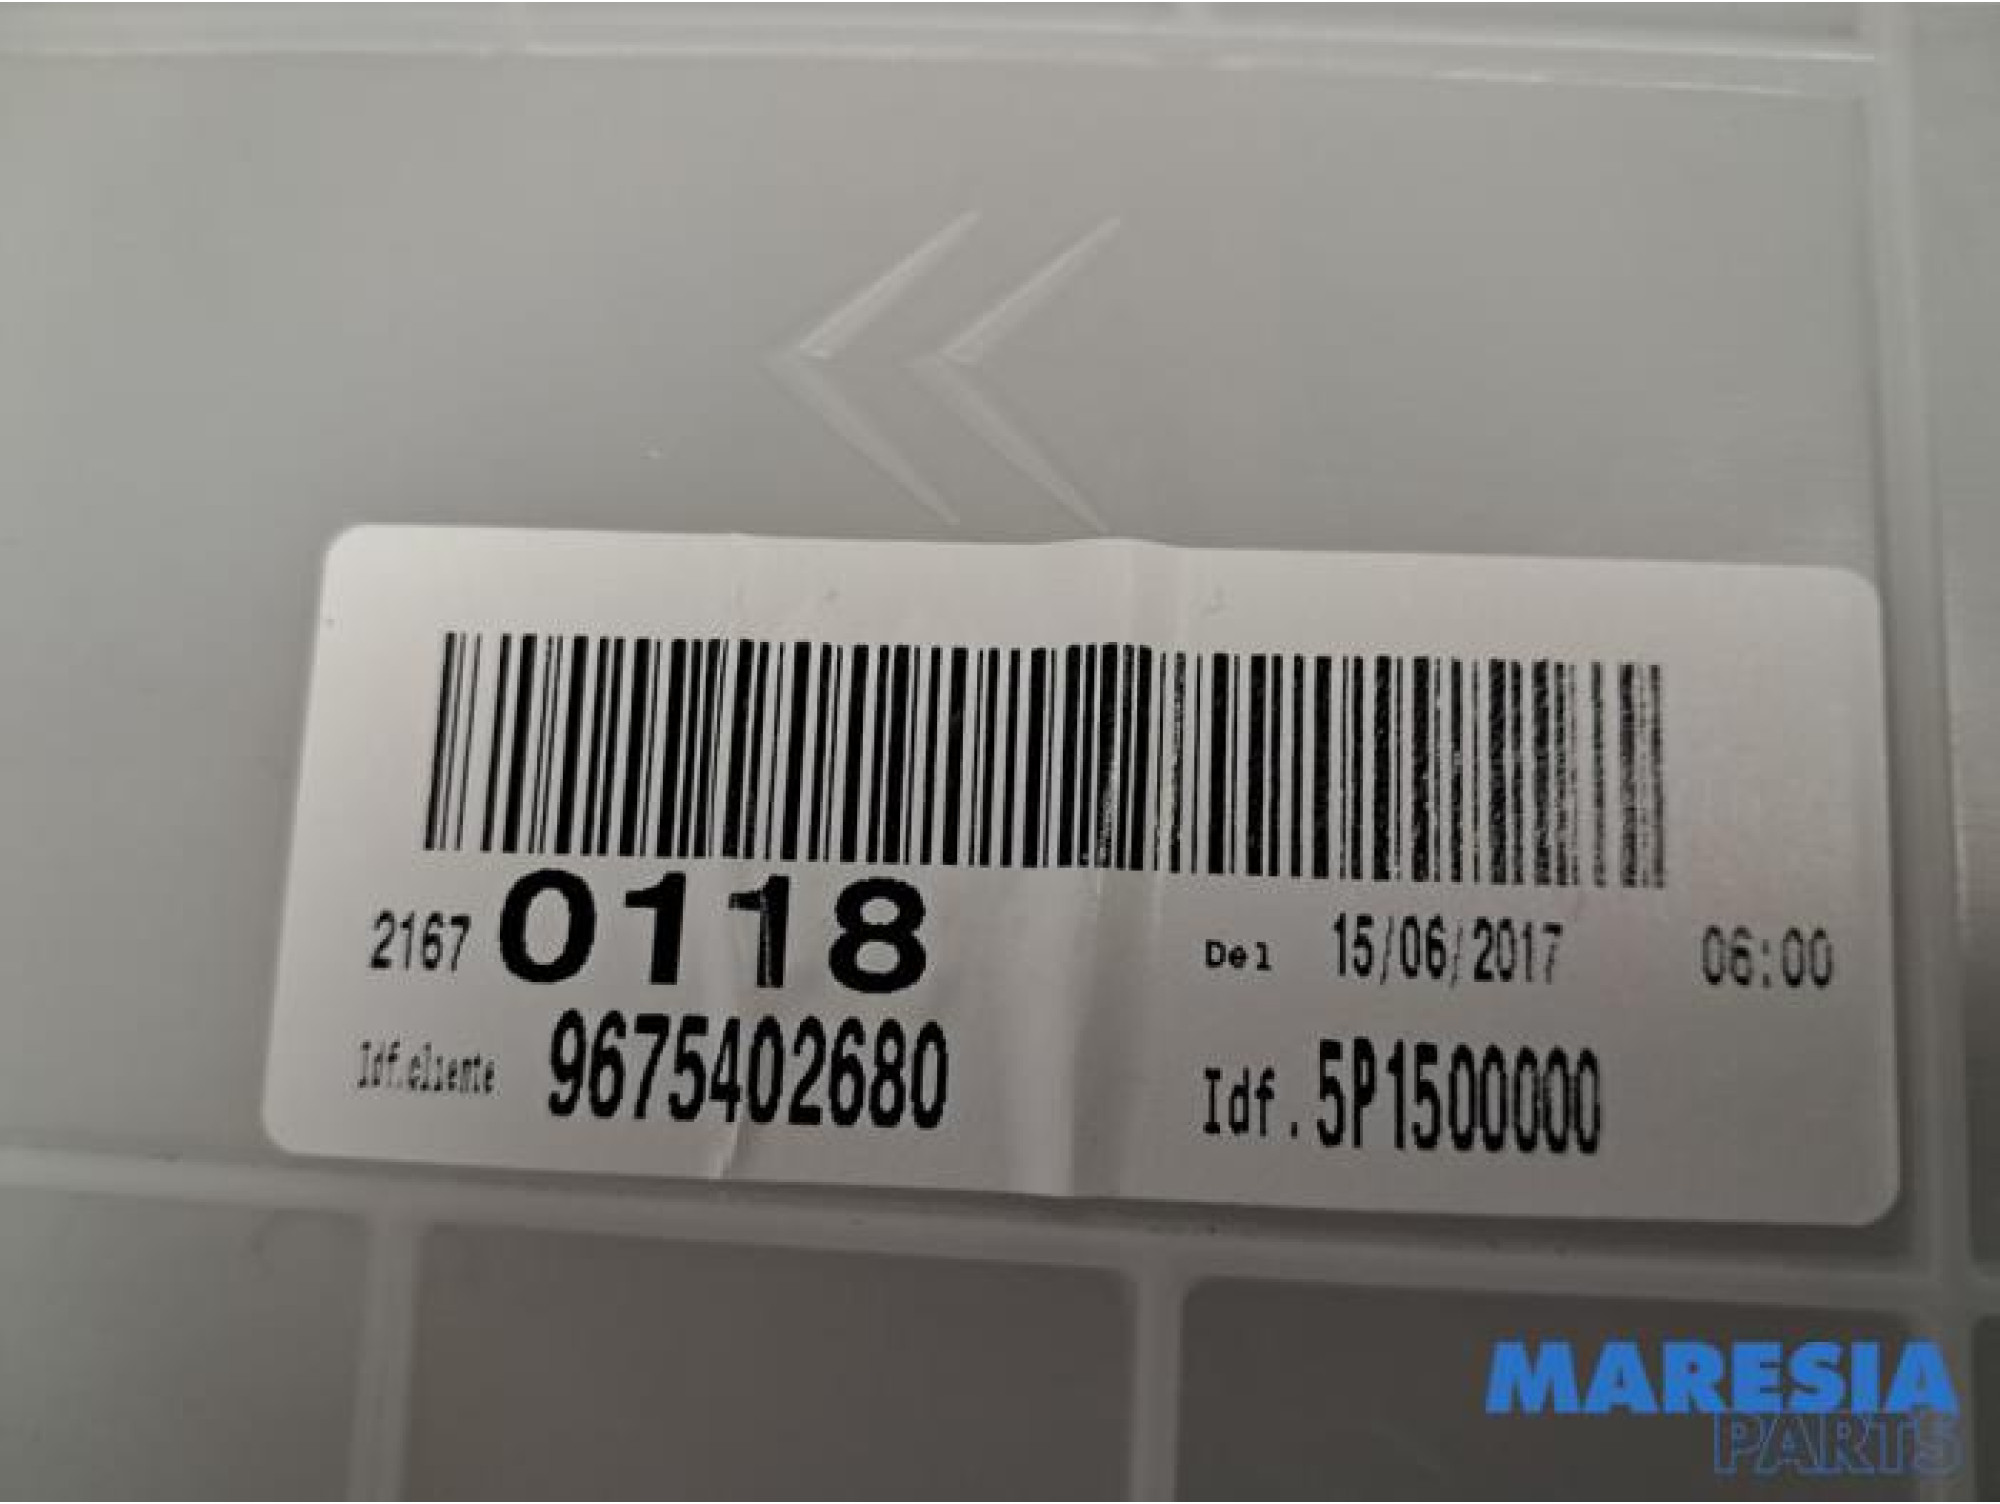 2167 0118 Del 15/06/2017 06:00
Idf.cliente 9675402680 Idf. 5P1500000
MARESIA
PARTS